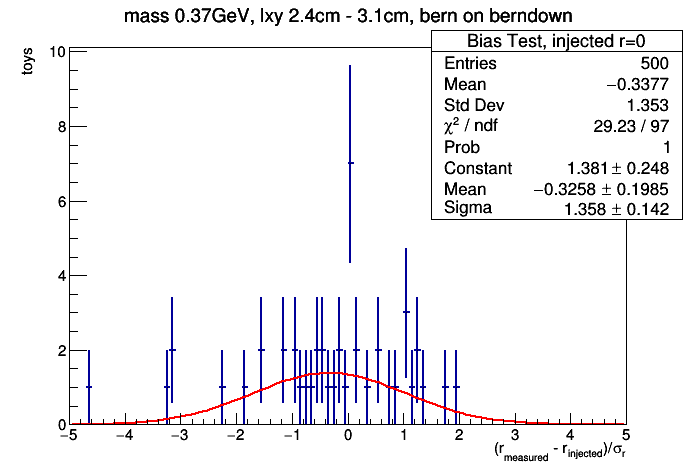 mass 0.37GeV, lxy 2.4cm - 3.1cm, bern on berndown
Bias Test, injected r=0
Entries 500
Mean −0.3377
Std Dev 1.353
χ² / ndf 29.23 / 97
Prob 1
Constant 1.381 ± 0.248
Mean −0.3258 ± 0.1985
Sigma 1.358 ± 0.142
toys
10
8
6
4
2
0
−5 −4 −3 −2 −1 0 1 2 3 4 5
(r_measured - r_injected)/σ_r